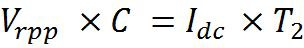 V_rpp × C = I_dc × T_2